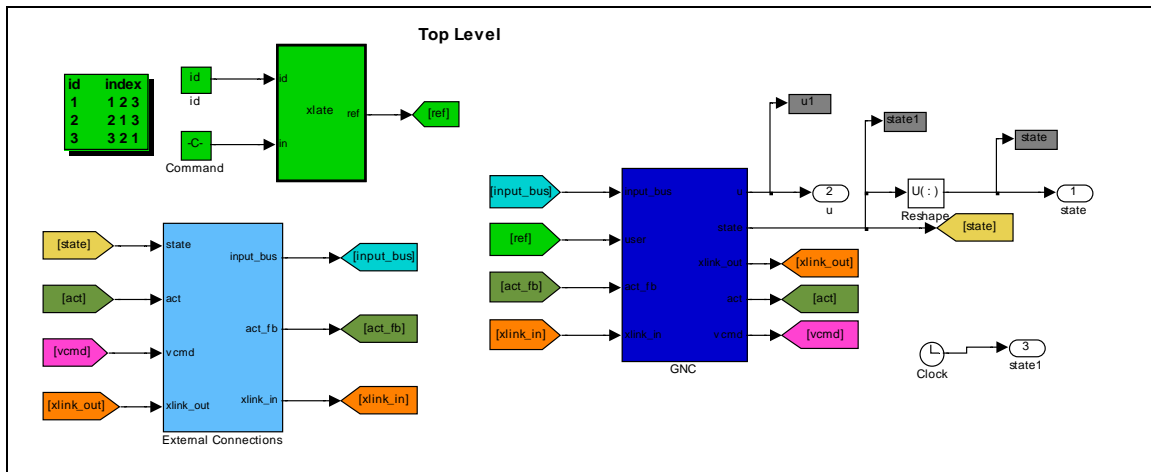 Top Level
id index
1 1 2 3
2 2 1 3
3 3 2 1
id
id
-C-
Command
id
in
xlate
ref
[ref]
u1
state1
state
[input_bus]
[ref]
[act_fb]
[xlink_in]
input_bus
user
act_fb
xlink_in
u
state
xlink_out
act
vcmd
GNC
2
u
U( : )
Reshape
1
state
[state]
[xlink_out]
[act]
[vcmd]
Clock
3
state1
[state]
[act]
[vcmd]
[xlink_out]
state
act
vcmd
xlink_out
input_bus
act_fb
xlink_in
External Connections
[input_bus]
[act_fb]
[xlink_in]